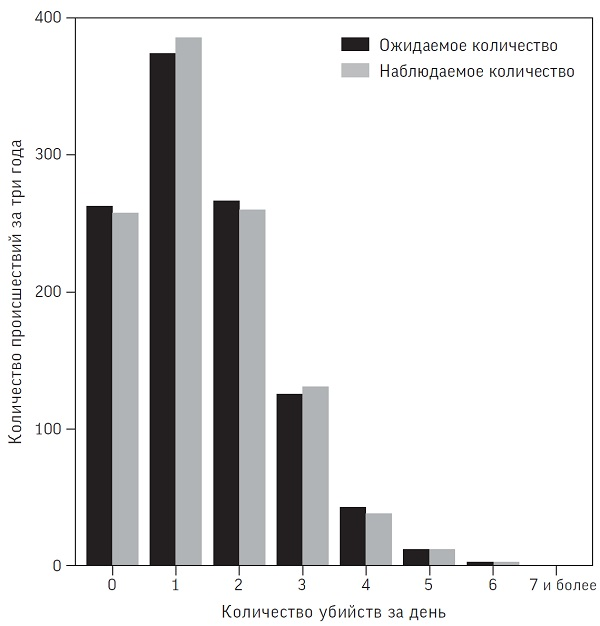 400
Ожидаемое количество
Наблюдаемое количество
Количество происшествий за три года
300
200
100
0
0 1 2 3 4 5 6 7 и более
Количество убийств за день